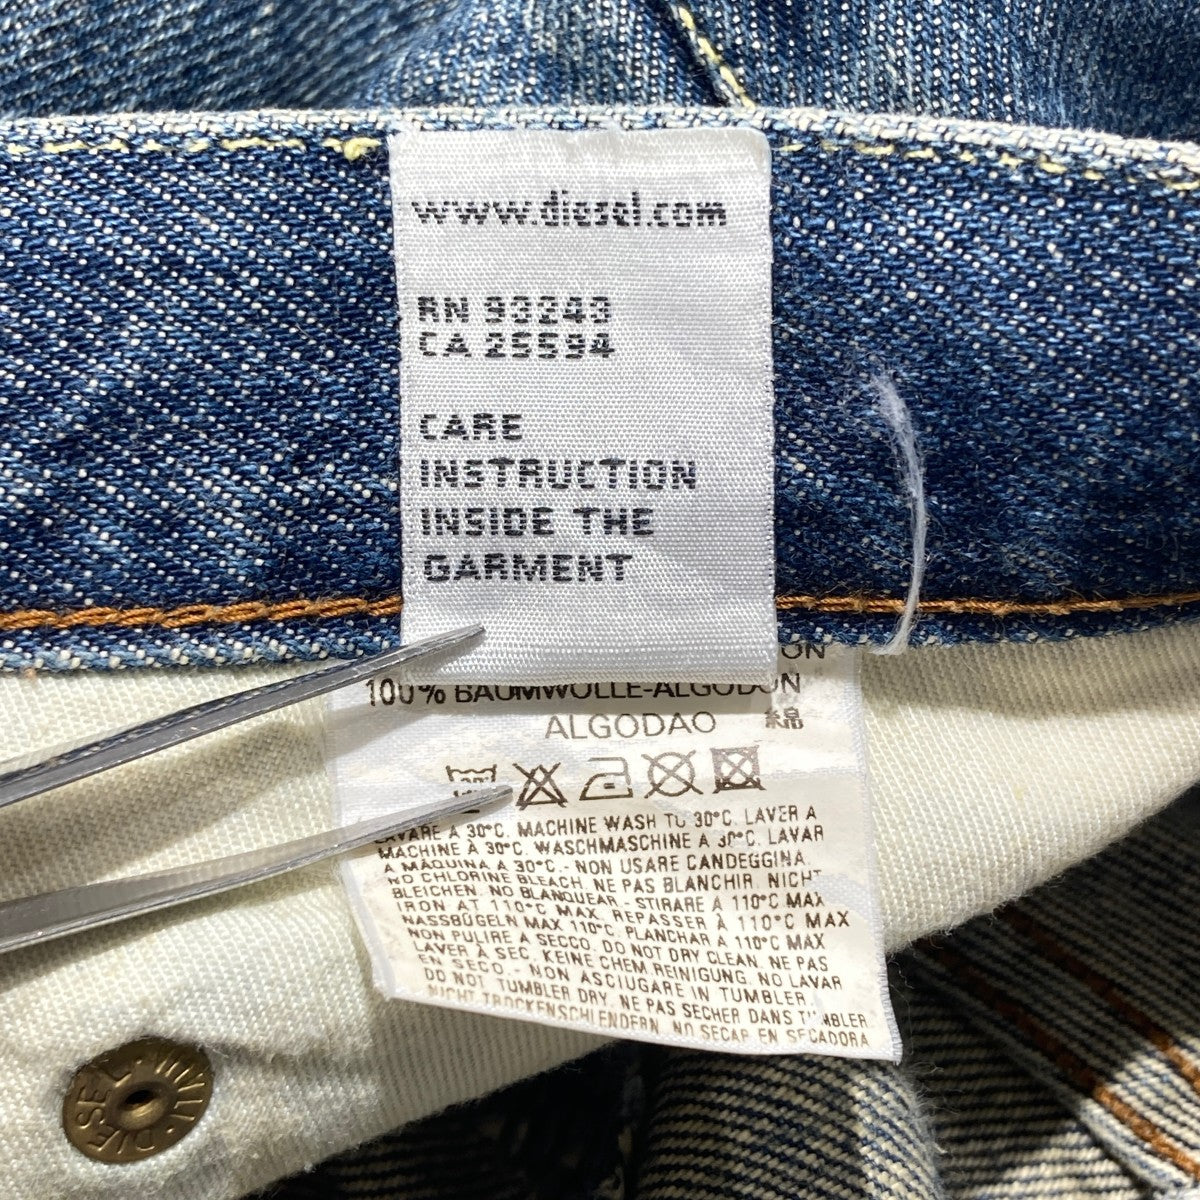 www.diesel.com
RN 93243
CA 25594
CARE
INSTRUCTION
INSIDE THE
GARMENT
100% BAUMWOLLE-ALGODON
ALGODAO 綿
LAVARE A 30°C. MACHINE WASH TO 30°C. LAVER A
MACHINE À 30°C. WASCHMASCHINE A 30°C. LAVAR
A MÁQUINA A 30°C.- NON USARE CANDEGGINA.
NO CHLORINE BLEACH. NE PAS BLANCHIR. NICHT
BLEICHEN. NO BLANQUEAR - STIRARE A 110°C MAX
IRON AT 110°C MAX. REPASSER À 110°C MAX
NASSBÜGELN MAX 110°C. PLANCHAR A 110°C MAX
NON PULIRE A SECCO. DO NOT DRY CLEAN. NE PAS
LAVER À SEC. KEINE CHEM.REINIGUNG. NO LAVAR
EN SECO.- NON ASCIUGARE IN TUMBLER.
DO NOT TUMBLER DRY. NE PAS SECHER DANS TUMBLER
NICHT TROCKENSCHLENDERN. NO SECAR EN SECADORA
DIESEL